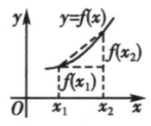 y
y=f(x)
f(x₂)
f(x₁)
O x₁ x₂ x